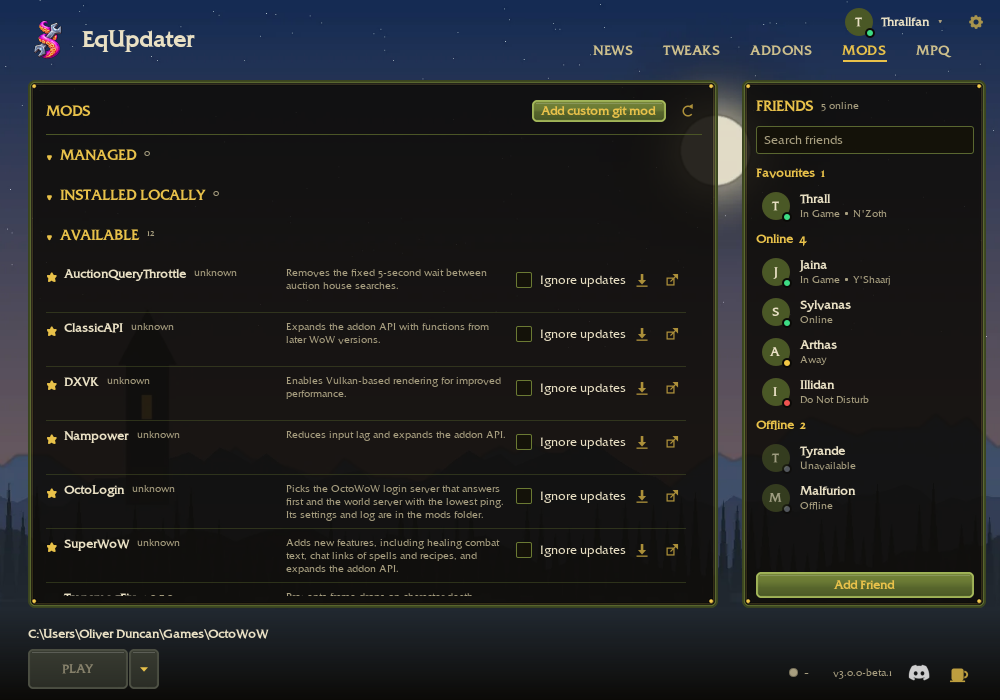 EqUpdater
T Thrallfan
NEWS TWEAKS ADDONS MODS MPQ
MODS
Add custom git mod
MANAGED 0
INSTALLED LOCALLY 0
AVAILABLE 12
AuctionQueryThrottle unknown
Removes the fixed 5-second wait between
auction house searches.
Ignore updates
ClassicAPI unknown
Expands the addon API with functions from
later WoW versions.
Ignore updates
DXVK unknown
Enables Vulkan-based rendering for improved
performance.
Ignore updates
Nampower unknown
Reduces input lag and expands the addon API.
Ignore updates
OctoLogin unknown
Picks the OctoWoW login server that answers
first and the world server with the lowest ping.
Its settings and log are in the mods folder.
Ignore updates
SuperWoW unknown
Adds new features, including healing combat
text, chat links of spells and recipes, and
expands the addon API.
Ignore updates
FRIENDS 5 online
Search friends
Favourites 1
T Thrall
In Game • N'Zoth
Online 4
J Jaina
In Game • Y'Shaarj
S Sylvanas
Online
A Arthas
Away
I Illidan
Do Not Disturb
Offline 2
T Tyrande
Unavailable
M Malfurion
Offline
Add Friend
C:\Users\Oliver Duncan\Games\OctoWoW
PLAY
-
v3.0.0-beta.1